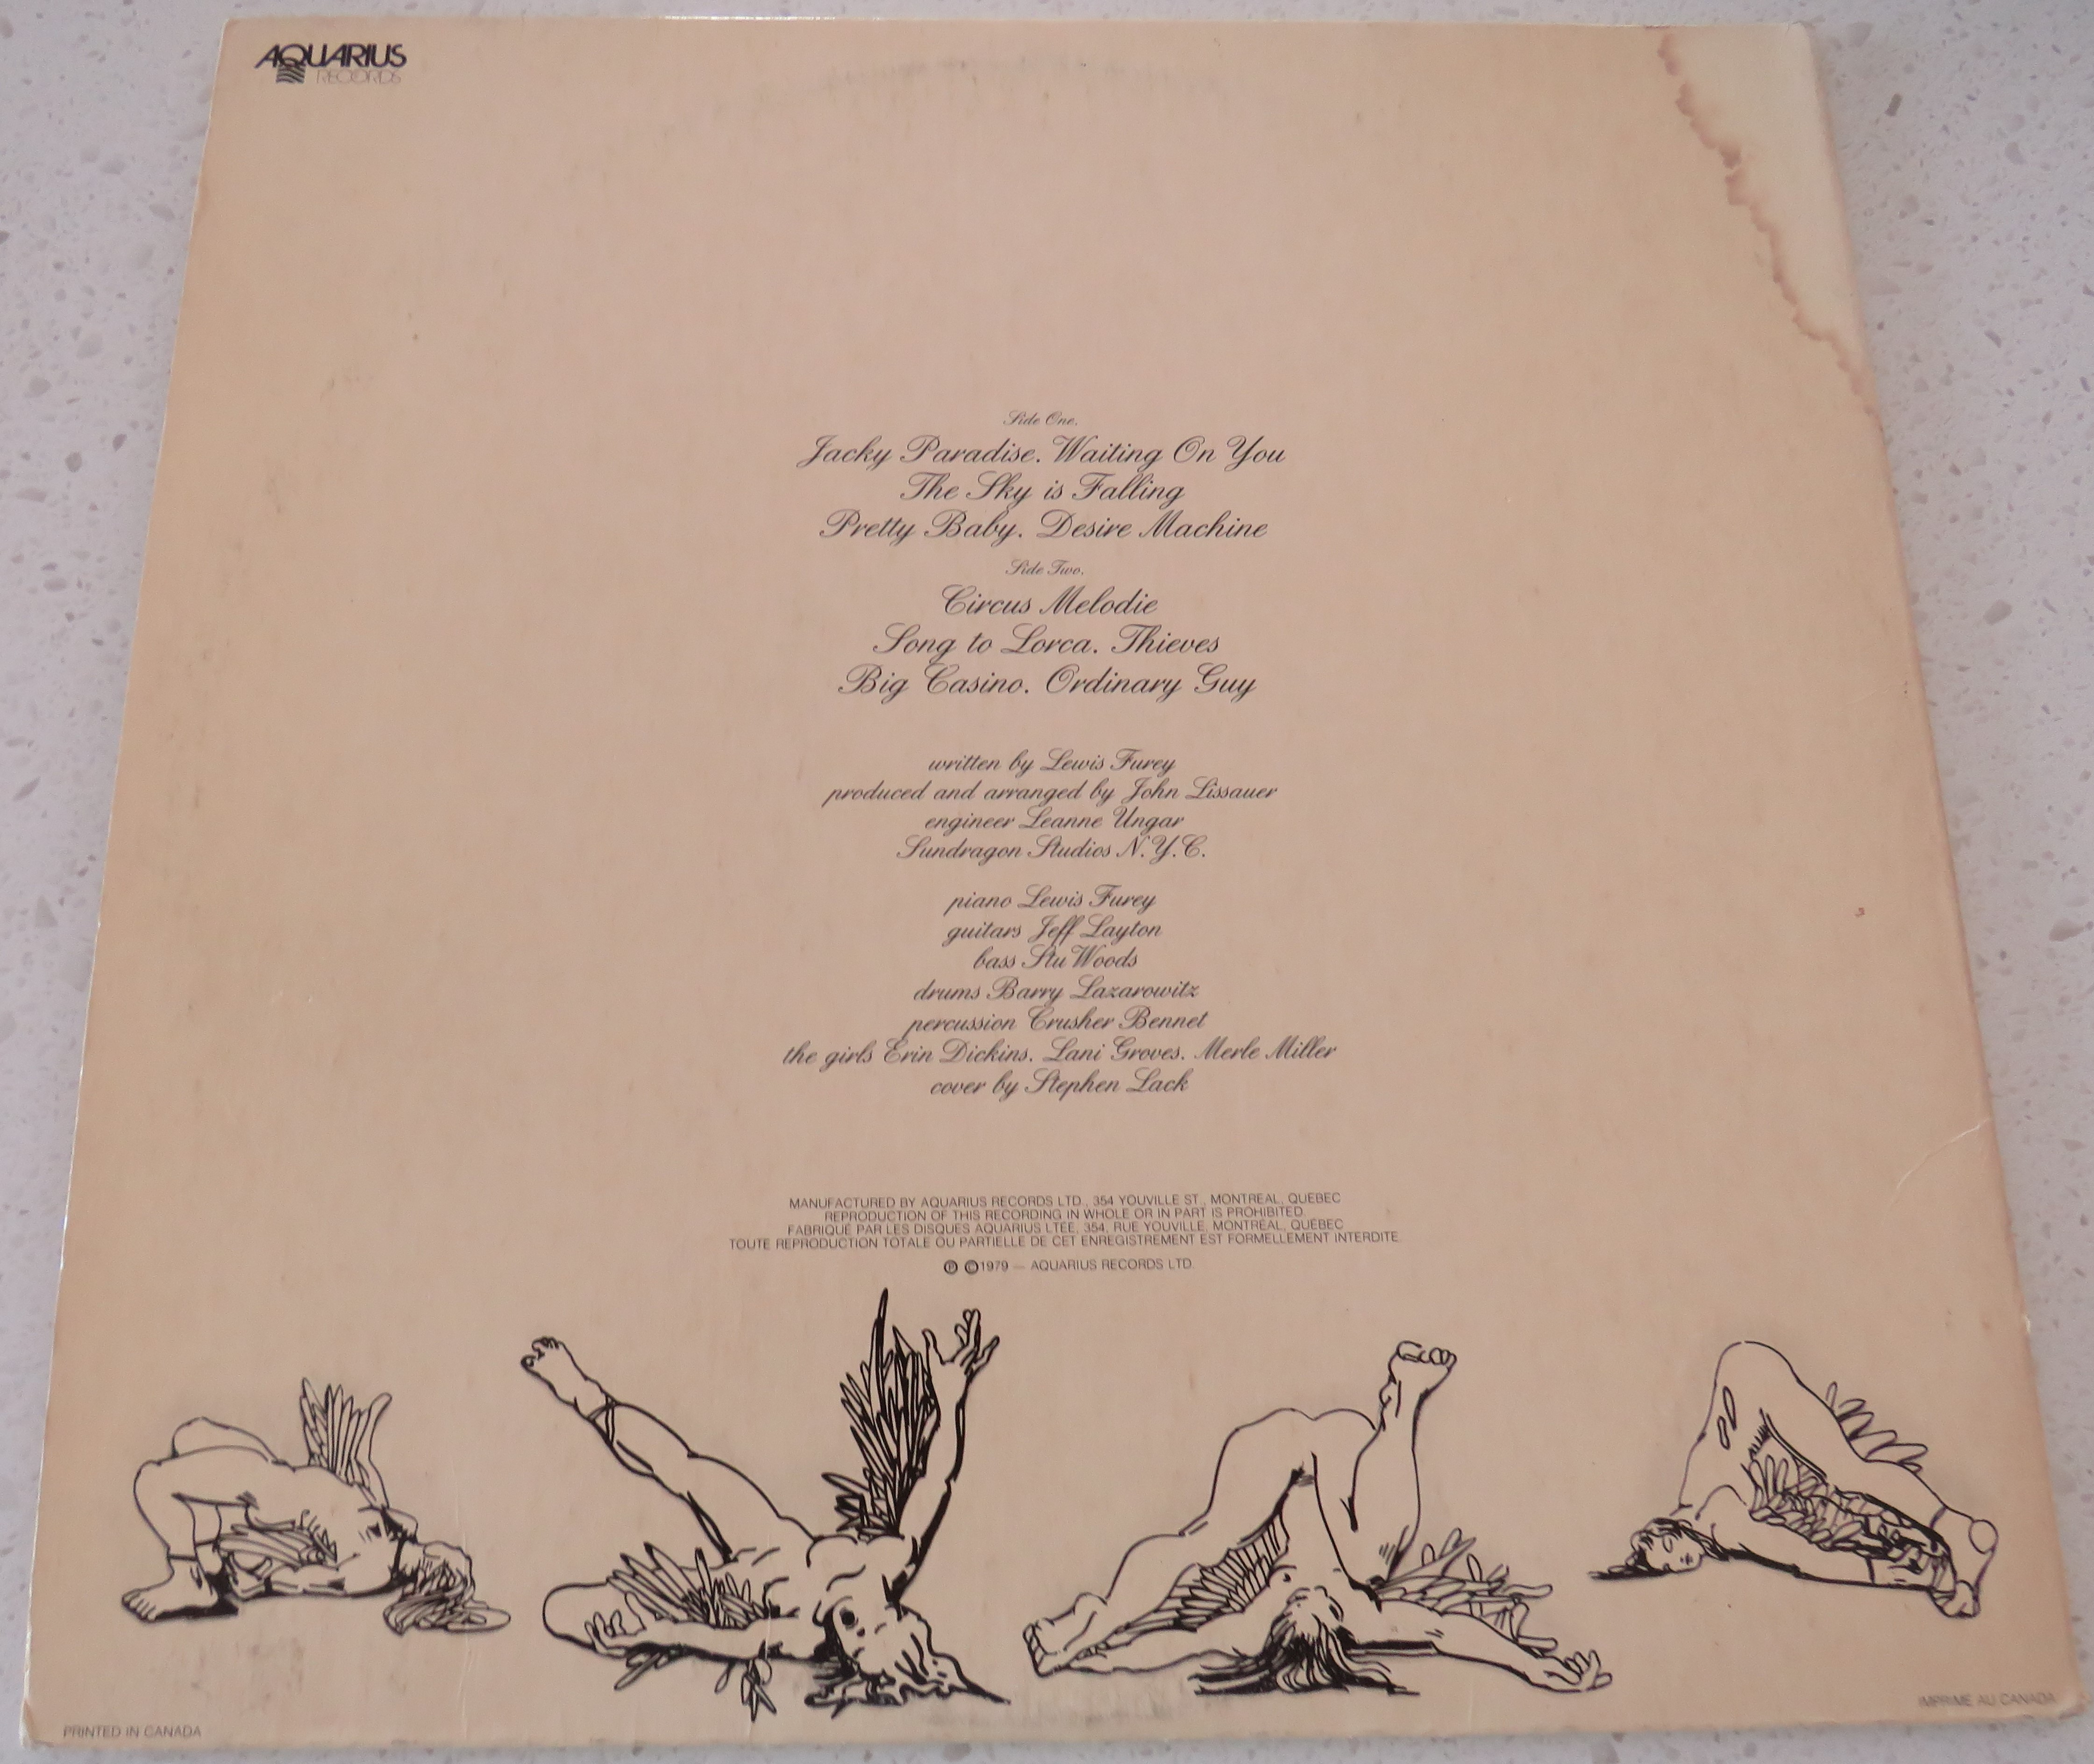 AQUARIUS
RECORDS
Side One.
Jacky Paradise. Waiting On You
The Sky is Falling
Pretty Baby. Desire Machine
Side Two.
Circus Melodie
Song to Lorca. Thieves
Big Casino. Ordinary Guy
written by Lewis Furey
produced and arranged by John Lissauer
engineer Leanne Ungar
Sundragon Studios N.Y.C.
piano Lewis Furey
guitars Jeff Layton
bass Stu Woods
drums Barry Lazarowitz
percussion Crusher Bennet
the girls Erin Dickins. Lani Groves. Merle Miller
cover by Stephen Lack
MANUFACTURED BY AQUARIUS RECORDS LTD., 354 YOUVILLE ST., MONTREAL, QUEBEC
REPRODUCTION OF THIS RECORDING IN WHOLE OR IN PART IS PROHIBITED.
FABRIQUÉ PAR LES DISQUES AQUARIUS LTÉE, 354, RUE YOUVILLE, MONTRÉAL, QUÉBEC
TOUTE REPRODUCTION TOTALE OU PARTIELLE DE CET ENREGISTREMENT EST FORMELLEMENT INTERDITE.
℗ ©1979 — AQUARIUS RECORDS LTD.
PRINTED IN CANADA
IMPRIMÉ AU CANADA